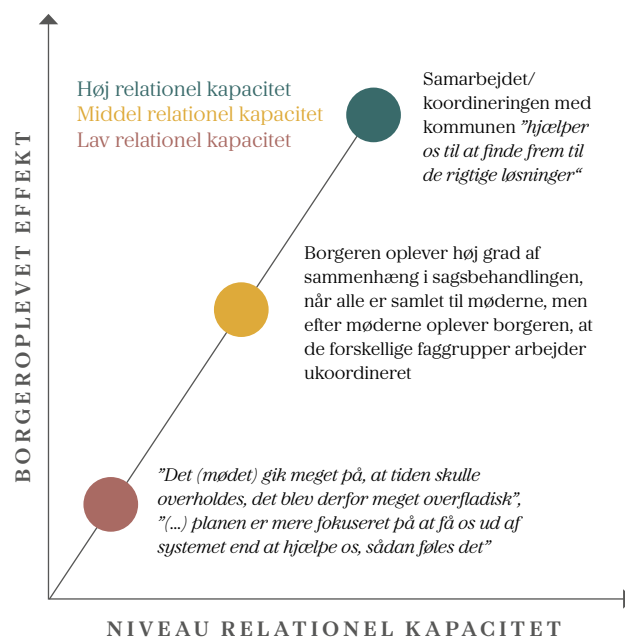 Høj relationel kapacitet
Middel relationel kapacitet
Lav relationel kapacitet
Samarbejdet/
koordineringen med
kommunen ”hjælper
os til at finde frem til
de rigtige løsninger“
Borgeren oplever høj grad af
sammenhæng i sagsbehandlingen,
når alle er samlet til møderne, men
efter møderne oplever borgeren, at
de forskellige faggrupper arbejder
ukoordineret
”Det (mødet) gik meget på, at tiden skulle
overholdes, det blev derfor meget overfladisk”,
”(...) planen er mere fokuseret på at få os ud af
systemet end at hjælpe os, sådan føles det”
BORGEROPLEVET EFFEKT
NIVEAU RELATIONEL KAPACITET